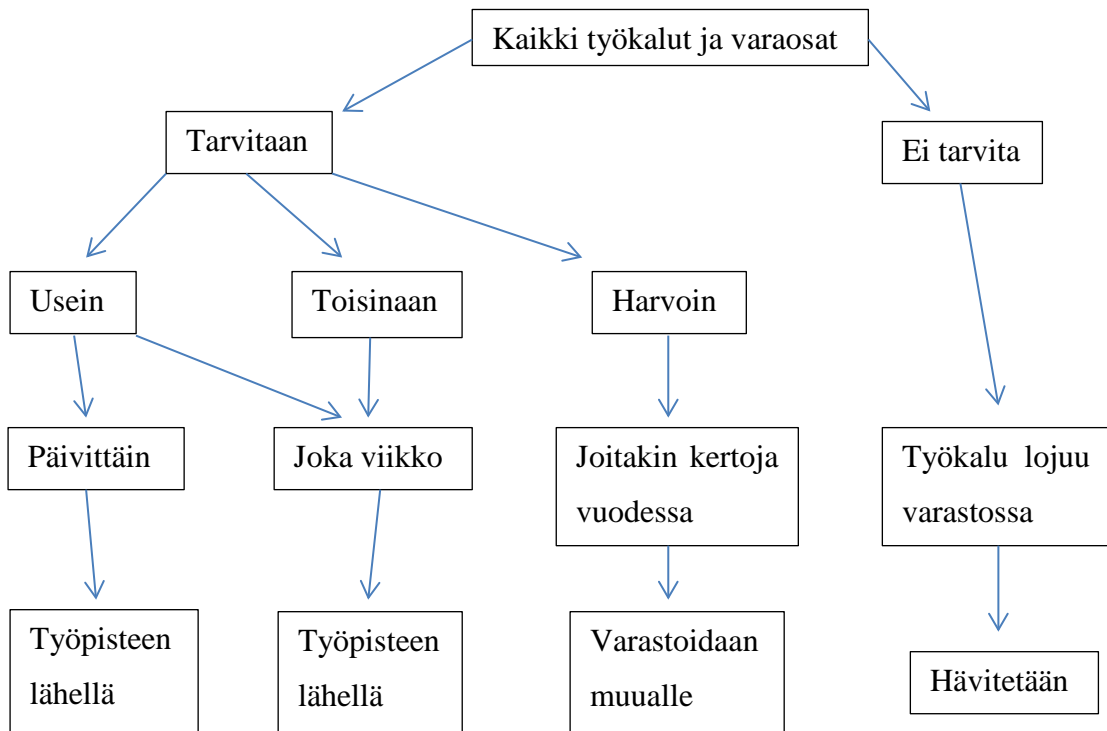 Kaikki työkalut ja varaosat
Tarvitaan
Ei tarvita
Usein
Toisinaan
Harvoin
Päivittäin
Joka viikko
Joitakin kertoja
vuodessa
Työkalu lojuu
varastossa
Työpisteen
lähellä
Työpisteen
lähellä
Varastoidaan
muualle
Hävitetään